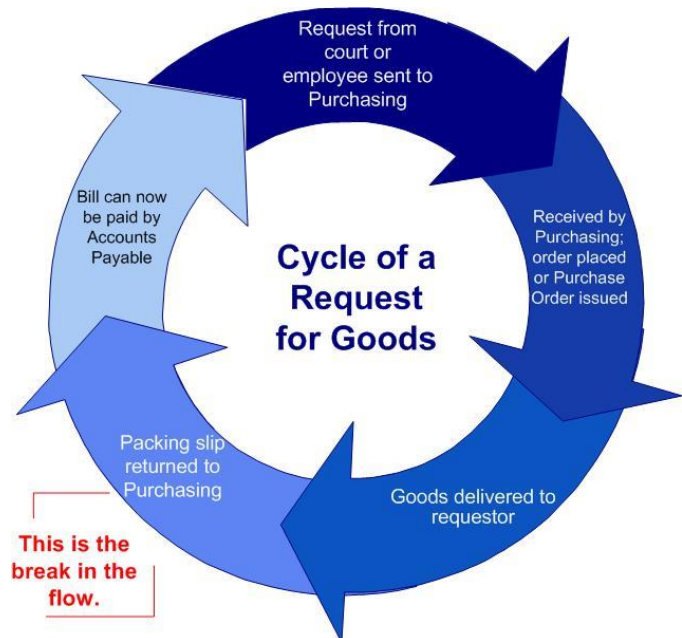 Request from
court or
employee sent to
Purchasing
Received by
Purchasing;
order placed
or Purchase
Order issued
Goods delivered to
requestor
Packing slip
returned to
Purchasing
This is the
break in the
flow.
Bill can now
be paid by
Accounts
Payable
Cycle of a
Request
for Goods